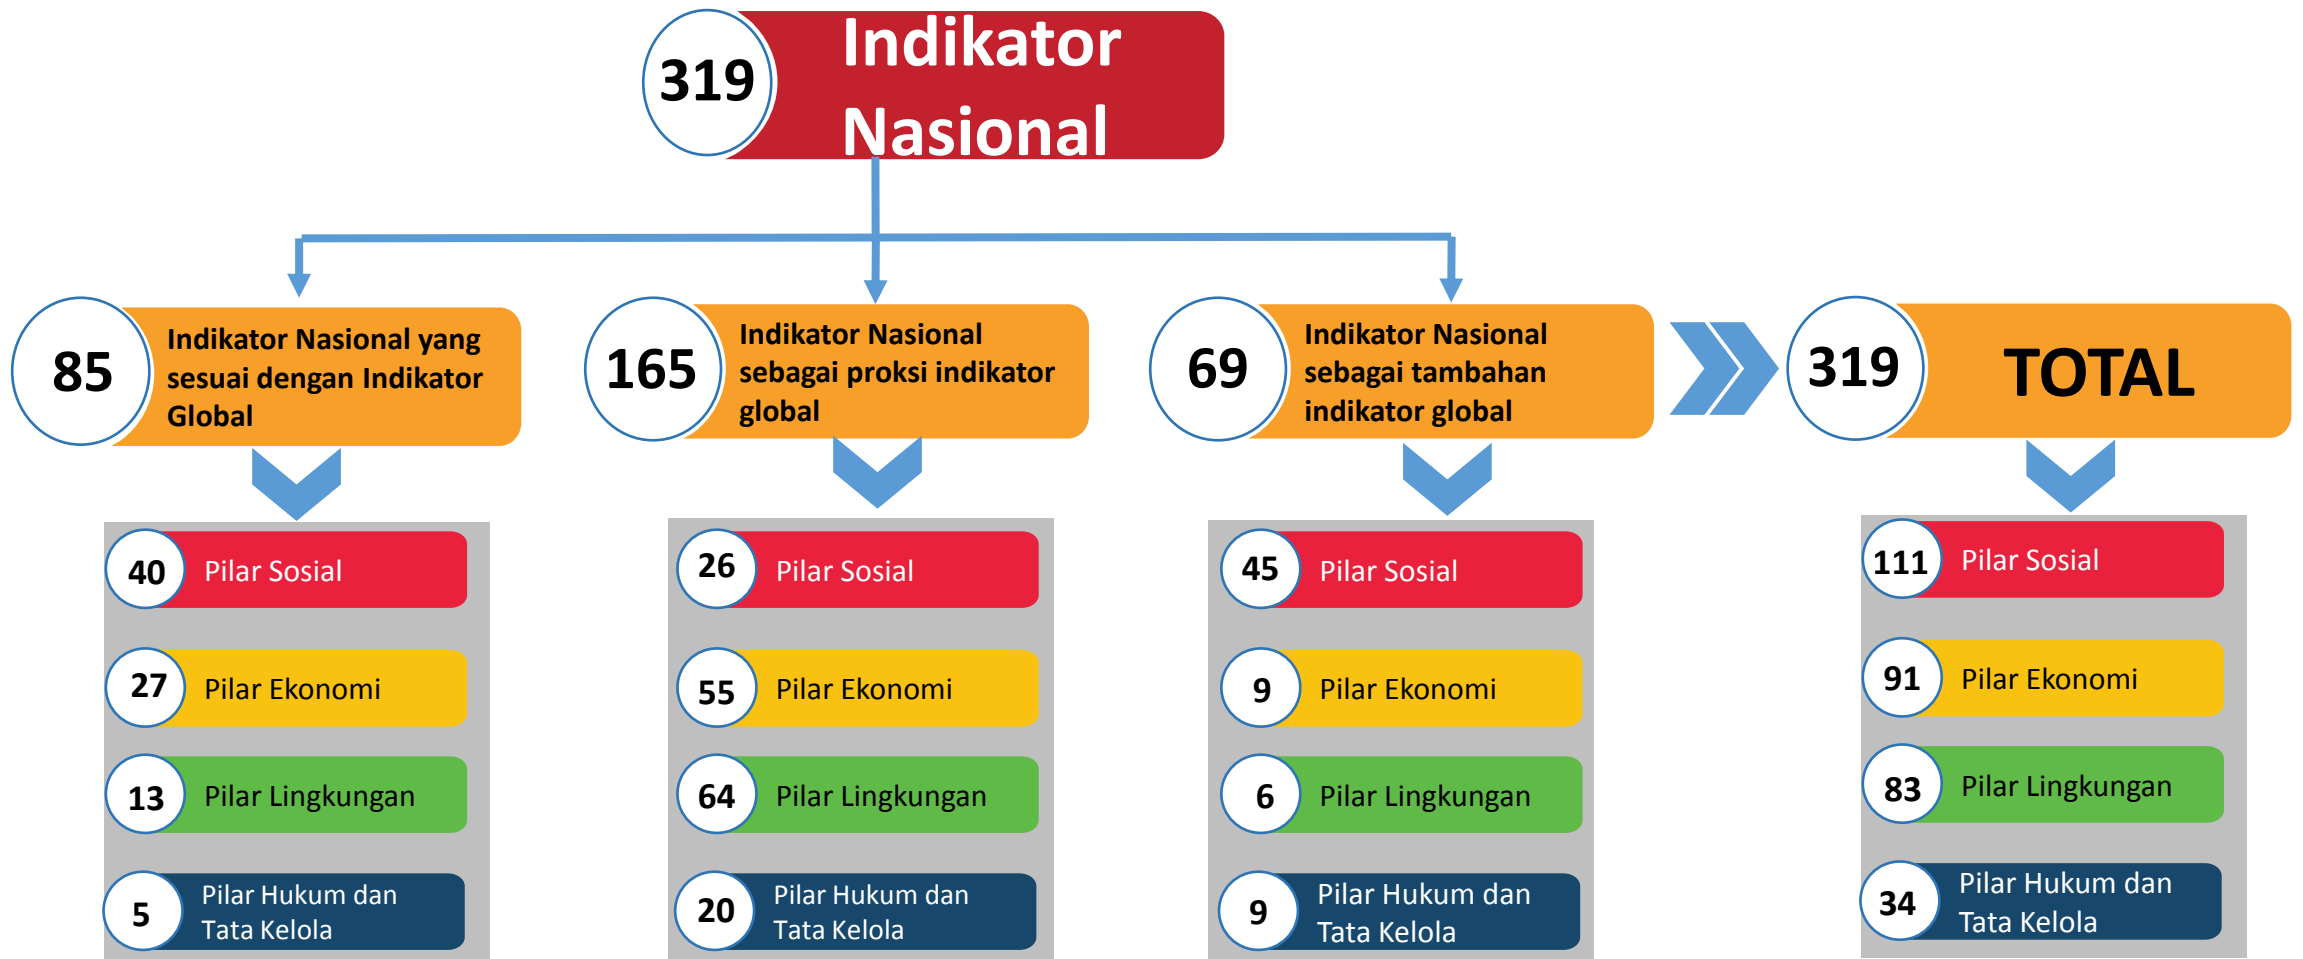 319
Indikator
Nasional
85
Indikator Nasional yang
sesuai dengan Indikator
Global
165
Indikator Nasional
sebagai proksi indikator
global
69
Indikator Nasional
sebagai tambahan
indikator global
319
TOTAL
40
Pilar Sosial
27
Pilar Ekonomi
13
Pilar Lingkungan
5
Pilar Hukum dan
Tata Kelola
26
Pilar Sosial
55
Pilar Ekonomi
64
Pilar Lingkungan
20
Pilar Hukum dan
Tata Kelola
45
Pilar Sosial
9
Pilar Ekonomi
6
Pilar Lingkungan
9
Pilar Hukum dan
Tata Kelola
111
Pilar Sosial
91
Pilar Ekonomi
83
Pilar Lingkungan
34
Pilar Hukum dan
Tata Kelola